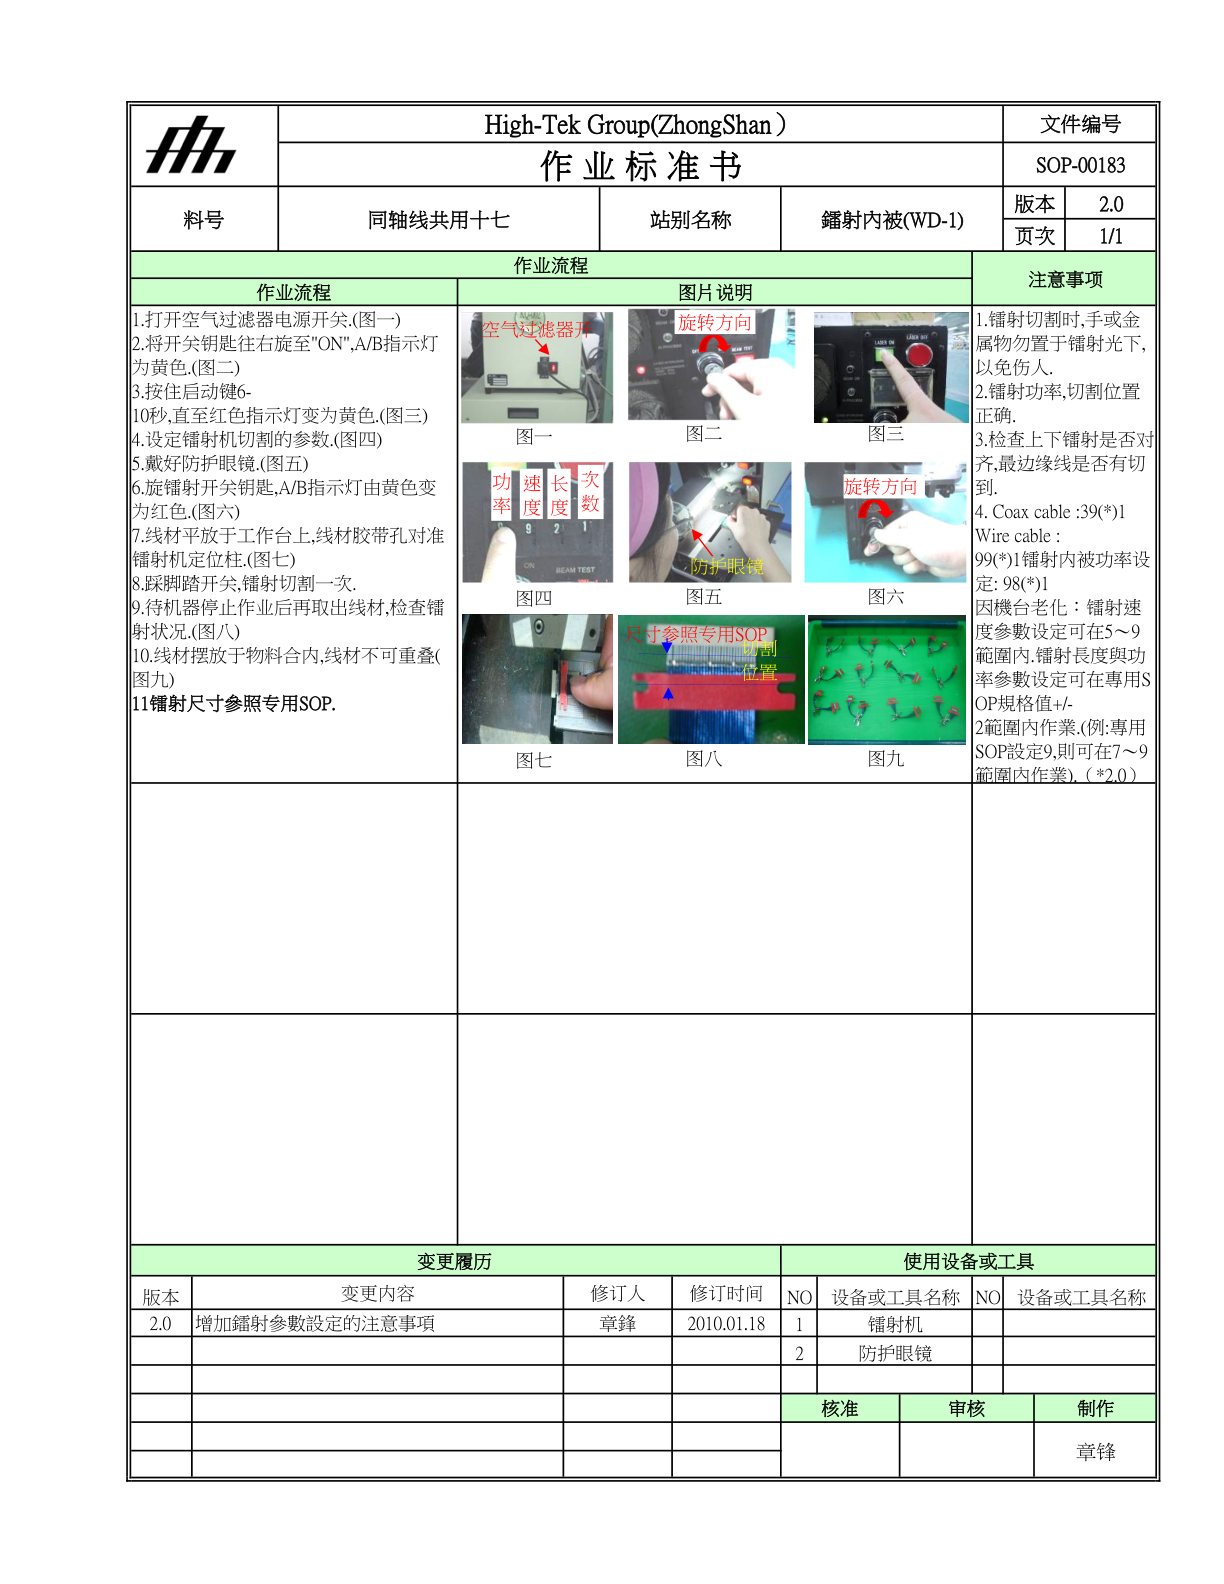 High-Tek Group(ZhongShan）
文件编号
作 业 标 准 书
SOP-00183
料号
同轴线共用十七
站别名称
鐳射內被(WD-1)
版本
2.0
页次
1/1
作业流程
注意事项
作业流程
图片说明
1.打开空气过滤器电源开关.(图一)
2.将开关钥匙往右旋至"ON",A/B指示灯
为黄色.(图二)
3.按住启动键6-
10秒,直至红色指示灯变为黄色.(图三)
4.设定镭射机切割的参数.(图四)
5.戴好防护眼镜.(图五)
6.旋镭射开关钥匙,A/B指示灯由黄色变
为红色.(图六)
7.线材平放于工作台上,线材胶带孔对准
镭射机定位柱.(图七)
8.踩脚踏开关,镭射切割一次.
9.待机器停止作业后再取出线材,检查镭
射状况.(图八)
10.线材摆放于物料合内,线材不可重叠(
图九)
11镭射尺寸參照专用SOP.
空气过滤器开
旋转方向
LASER ON
LASER OFF
图一
图二
图三
功率
速度
长度
次数
9 2 1
ON
BEAM TEST
防护眼镜
旋转方向
图四
图五
图六
尺寸参照专用SOP
切割
位置
图七
图八
图九
1.镭射切割时,手或金
属物勿置于镭射光下,
以免伤人.
2.镭射功率,切割位置
正确.
3.检查上下镭射是否对
齐,最边缘线是否有切
到.
4. Coax cable :39(*)1
Wire cable :
99(*)1镭射内被功率设
定: 98(*)1
因機台老化：镭射速
度参數设定可在5～9
範圍內.镭射長度與功
率参數设定可在專用S
OP規格值+/-
2範圍內作業.(例:專用
SOP設定9,則可在7～9
範圍內作業).（*2.0）
变更履历
使用设备或工具
版本
变更内容
修订人
修订时间
NO
设备或工具名称
NO
设备或工具名称
2.0
增加鐳射參數設定的注意事項
章鋒
2010.01.18
1
镭射机
2
防护眼镜
核准
审核
制作
章锋